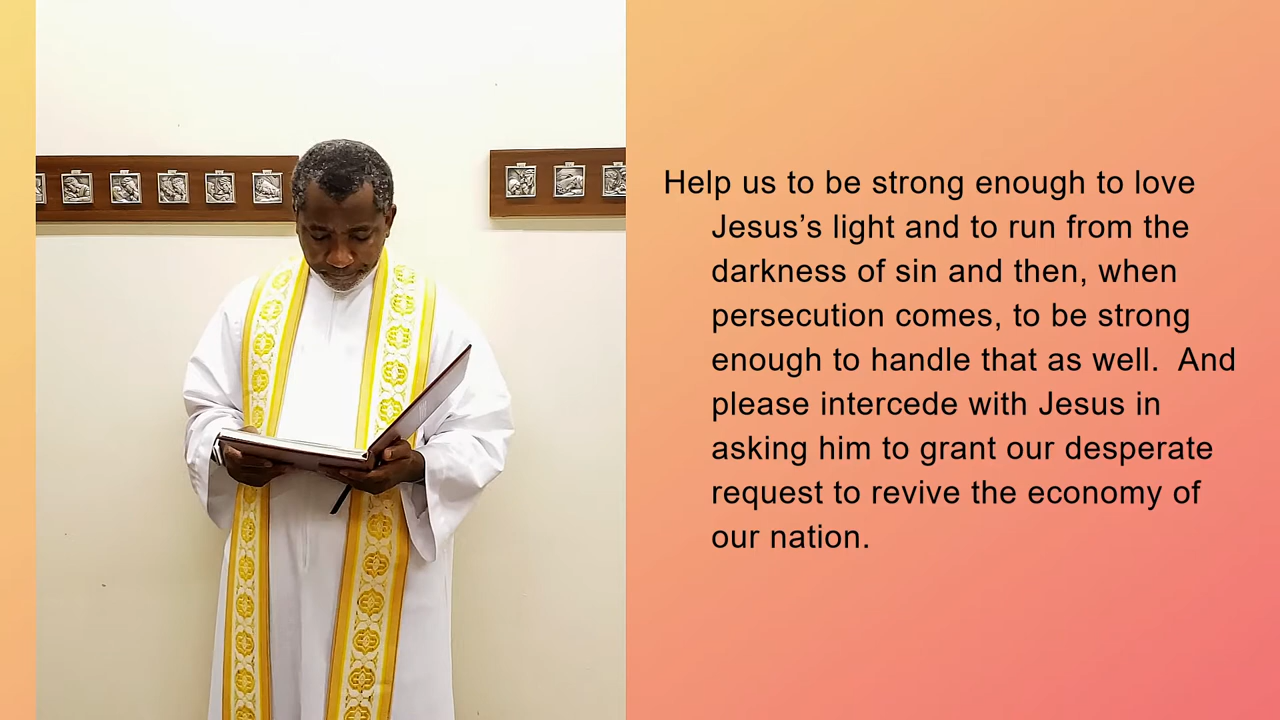 Help us to be strong enough to love
Jesus’s light and to run from the
darkness of sin and then, when
persecution comes, to be strong
enough to handle that as well.  And
please intercede with Jesus in
asking him to grant our desperate
request to revive the economy of
our nation.